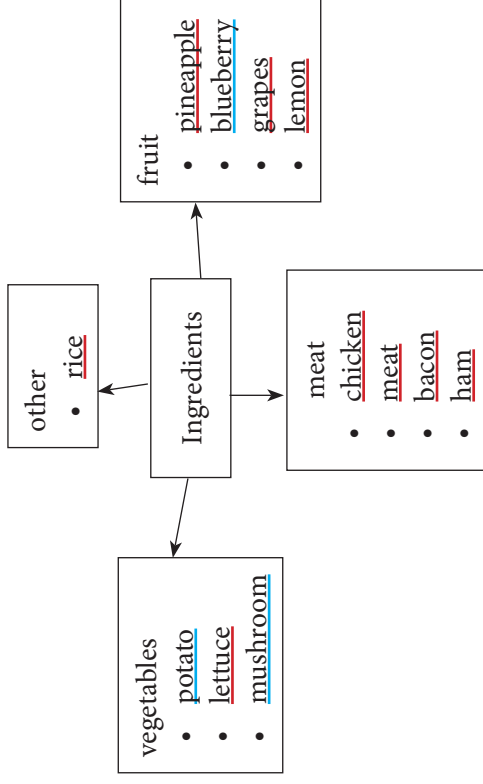 other
• rice
vegetables
• potato
• lettuce
• mushroom
Ingredients
fruit
• pineapple
• blueberry
• grapes
• lemon
meat
• chicken
• meat
• bacon
• ham